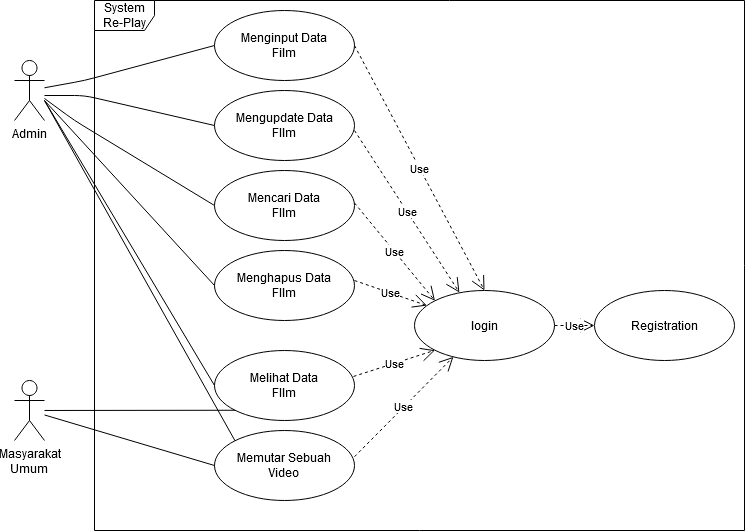 System
Re-Play
Menginput Data
Film
Admin
Mengupdate Data
FIlm
Use
Mencari Data
FIlm
Use
Use
Menghapus Data
FIlm
Use
login
Use
Registration
Melihat Data
FIlm
Use
Use
Masyarakat
Umum
Memutar Sebuah
Video